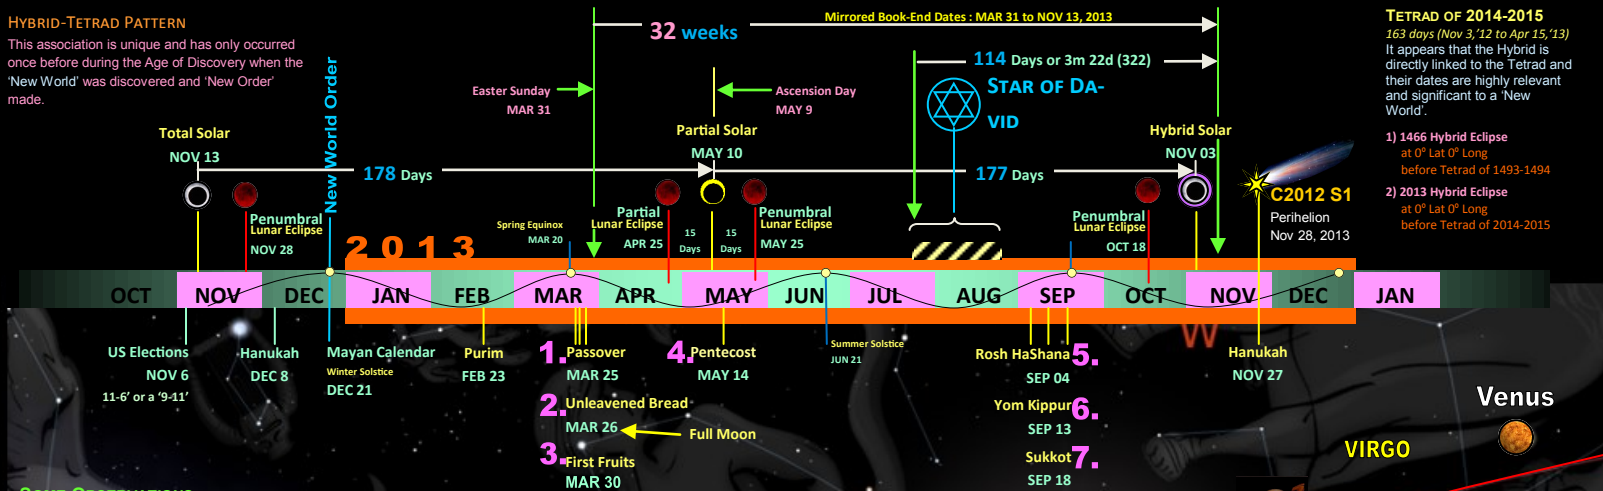 HYBRID-TETRAD PATTERN
This association is unique and has only occurred
once before during the Age of Discovery when the
‘New World’ was discovered and ‘New Order’
made.
New World Order
Mirrored Book-End Dates : MAR 31 to NOV 13, 2013
32 weeks
114 Days or 3m 22d (322)
STAR OF DA-
VID
Easter Sunday
MAR 31
Ascension Day
MAY 9
Total Solar
NOV 13
Partial Solar
MAY 10
Hybrid Solar
NOV 03
178 Days
177 Days
Penumbral
Lunar Eclipse
NOV 28
Spring Equinox
MAR 20
Partial
Lunar Eclipse
APR 25
15
Days
15
Days
Penumbral
Lunar Eclipse
MAY 25
Penumbral
Lunar Eclipse
OCT 18
C2012 S1
Perihelion
Nov 28, 2013
TETRAD OF 2014-2015
163 days (Nov 3,’12 to Apr 15,’13)
It appears that the Hybrid is
directly linked to the Tetrad and
their dates are highly relevant
and significant to a ‘New
World’.
1) 1466 Hybrid Eclipse
at 0° Lat 0° Long
before Tetrad of 1493-1494
2) 2013 Hybrid Eclipse
at 0° Lat 0° Long
before Tetrad of 2014-2015
2013
OCT NOV DEC JAN FEB MAR APR MAY JUN JUL AUG SEP OCT NOV DEC JAN
US Elections
NOV 6
11-6’ or a ‘9-11’
Hanukah
DEC 8
Mayan Calendar
Winter Solstice
DEC 21
Purim
FEB 23
1. Passover
MAR 25
2. Unleavened Bread
MAR 26
Full Moon
3. First Fruits
MAR 30
4. Pentecost
MAY 14
Summer Solstice
JUN 21
Rosh HaShana 5.
SEP 04
Yom Kippur 6.
SEP 13
Sukkot 7.
SEP 18
W
Hanukah
NOV 27
Venus
VIRGO